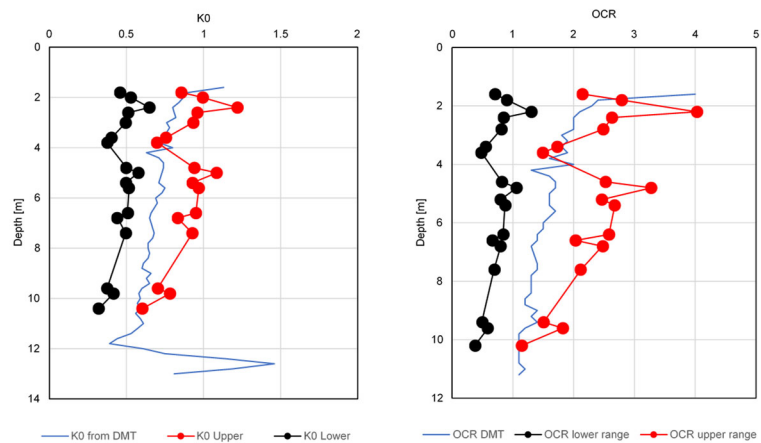 K0
0 0.5 1 1.5 2
0
2
4
6
8
10
12
14
Depth [m]
K0 from DMT K0 Upper K0 Lower
OCR
0 1 2 3 4 5
0
2
4
6
8
10
12
Depth [m]
OCR DMT OCR lower range OCR upper range